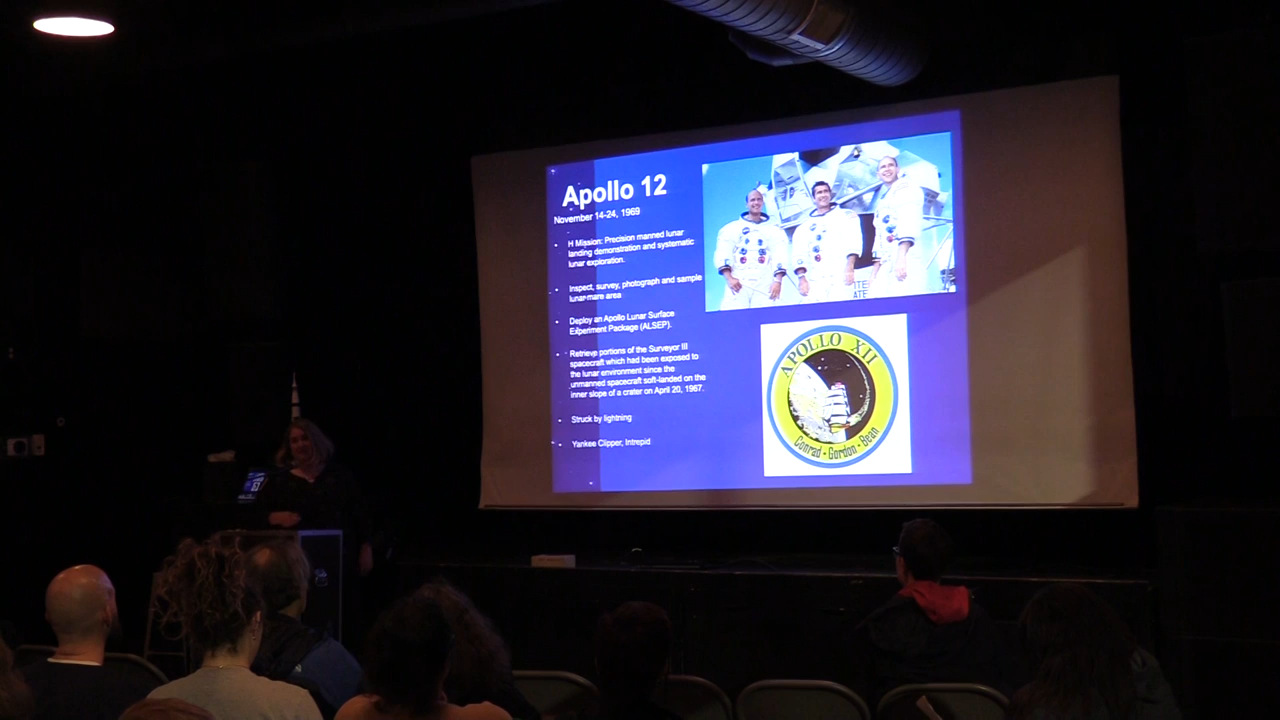 Apollo 12
November 14-24, 1969
• H Mission: Precision manned lunar
landing demonstration and systematic
lunar exploration.
• Inspect, survey, photograph and sample
lunar mare area
• Deploy an Apollo Lunar Surface
Experiment Package (ALSEP).
• Retrieve portions of the Surveyor III
spacecraft which had been exposed to
the lunar environment since the
unmanned spacecraft soft-landed on the
inner slope of a crater on April 20, 1967.
• Struck by lightning
• Yankee Clipper, Intrepid
ITE
ATE
APOLLO XII
Conrad - Gordon - Bean